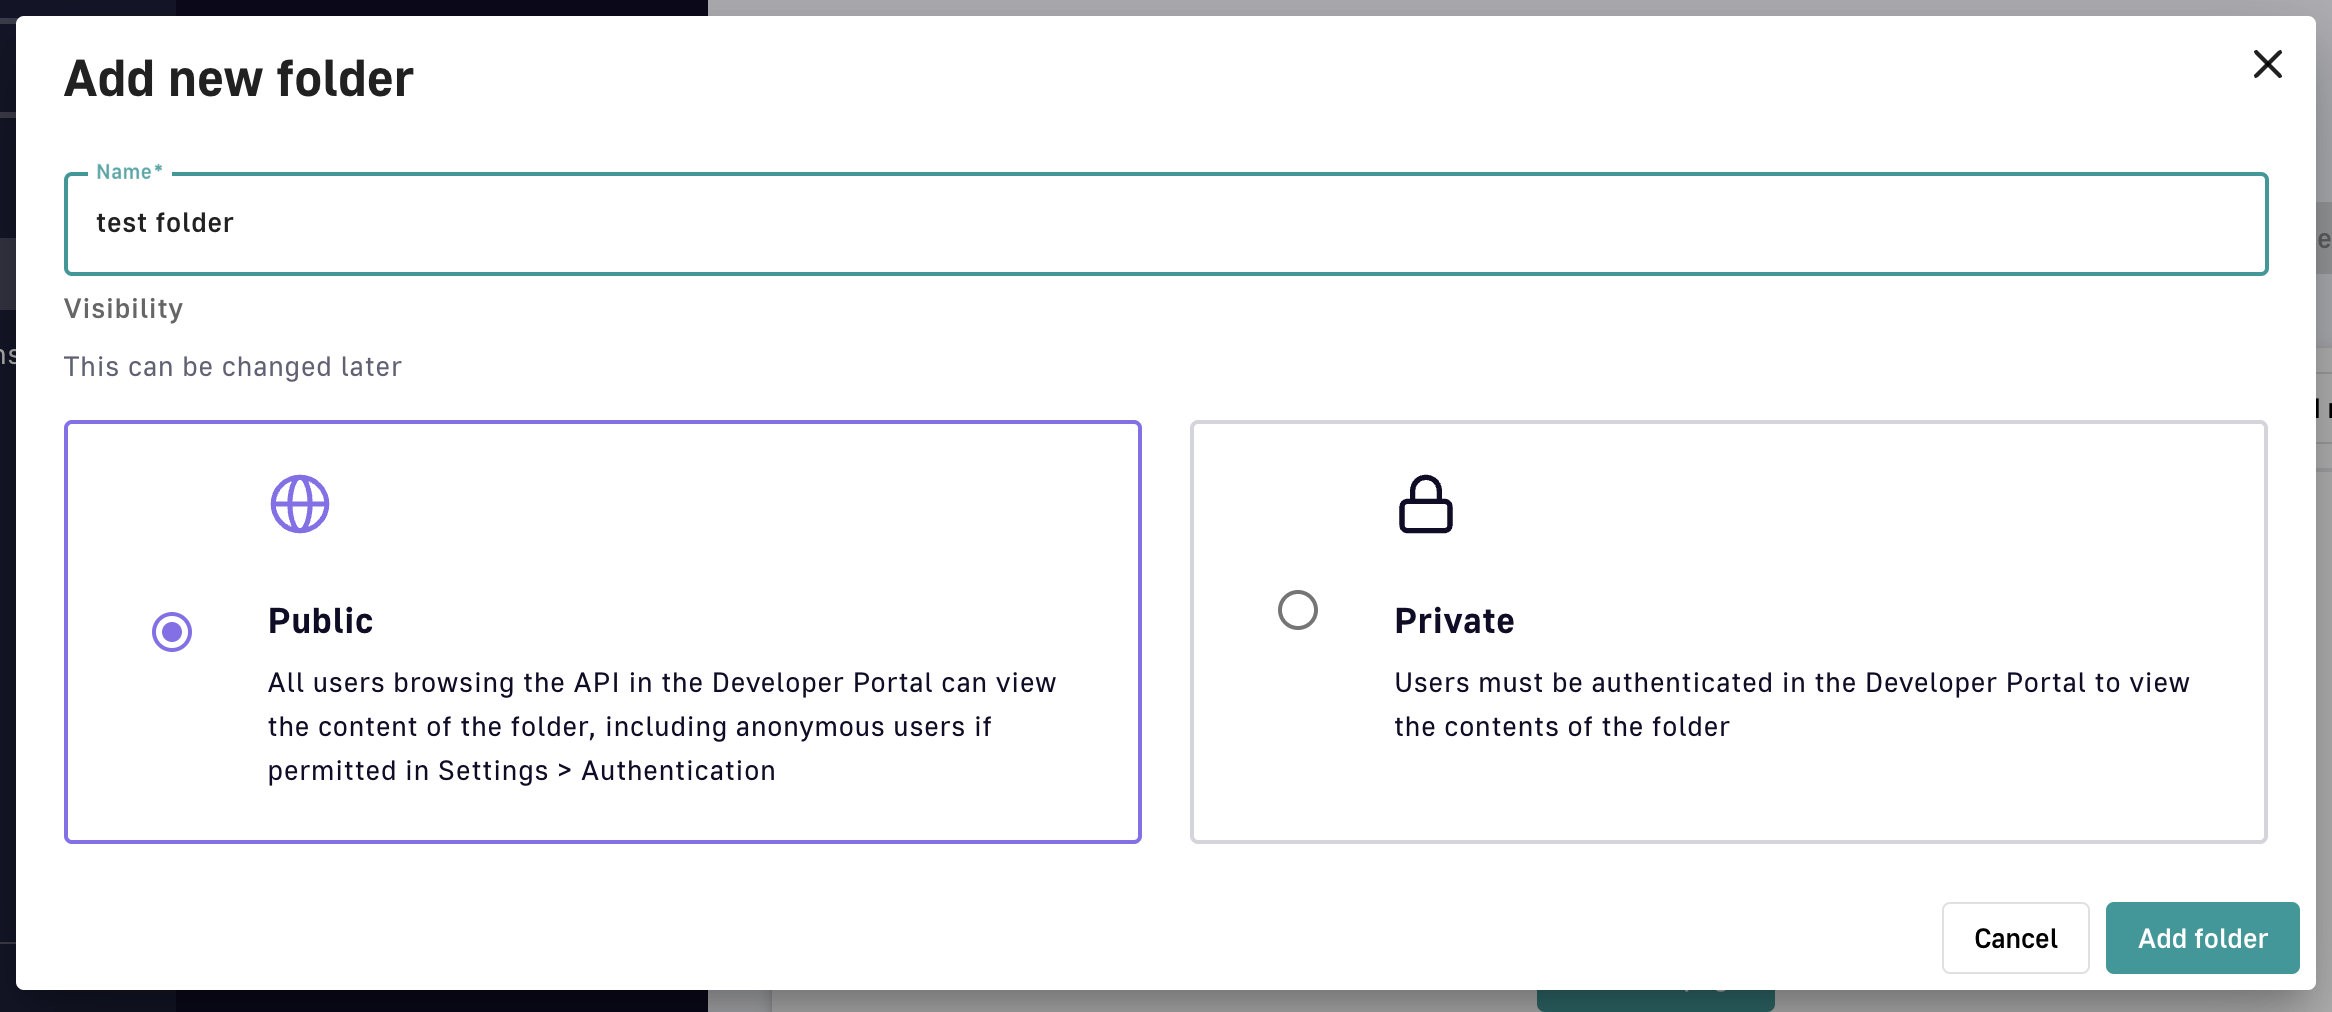 Add new folder
Name*
test folder
Visibility
This can be changed later
Public
All users browsing the API in the Developer Portal can view
the content of the folder, including anonymous users if
permitted in Settings > Authentication
Private
Users must be authenticated in the Developer Portal to view
the contents of the folder
Cancel
Add folder